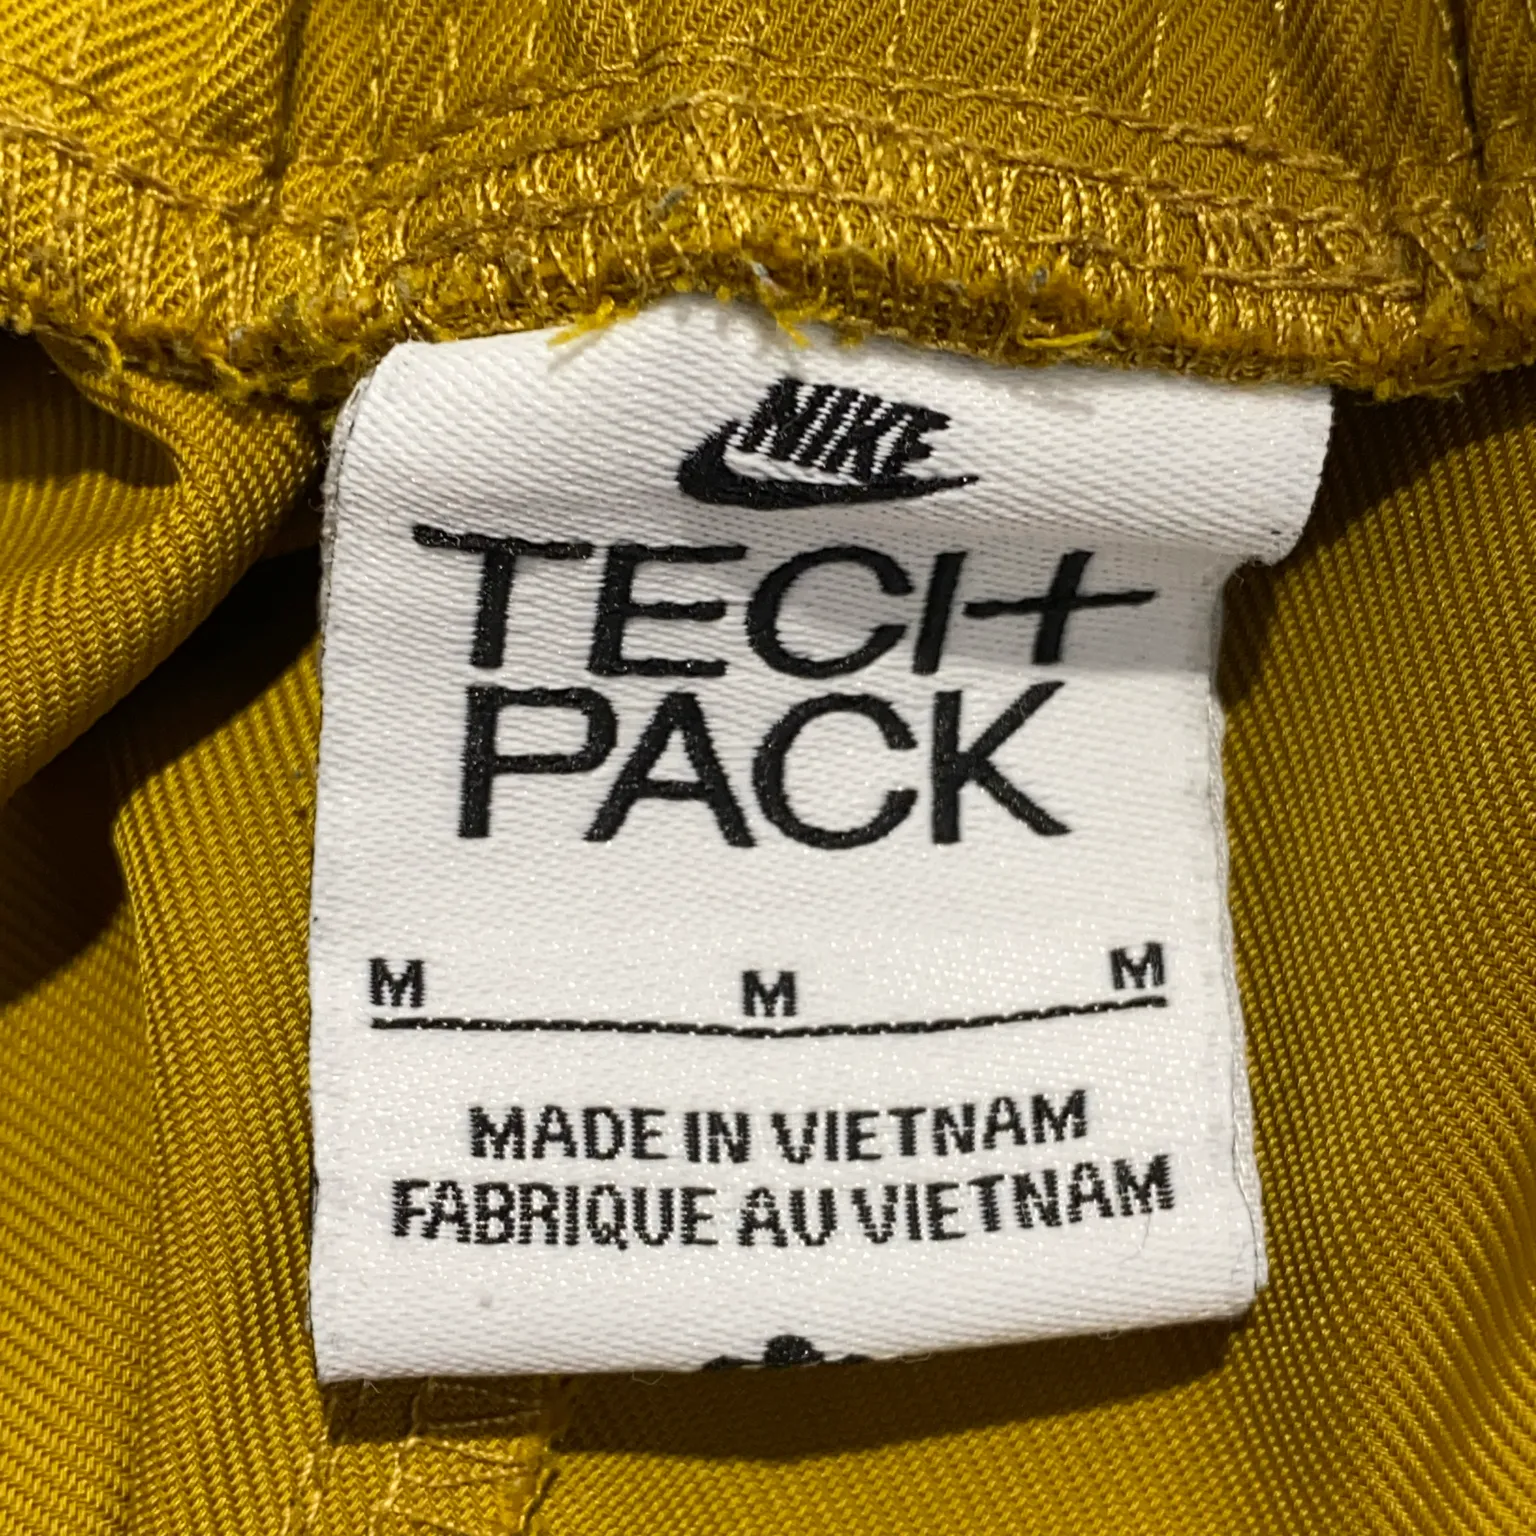 NIKE
TECH
PACK
M M M
MADE IN VIETNAM
FABRIQUE AU VIETNAM